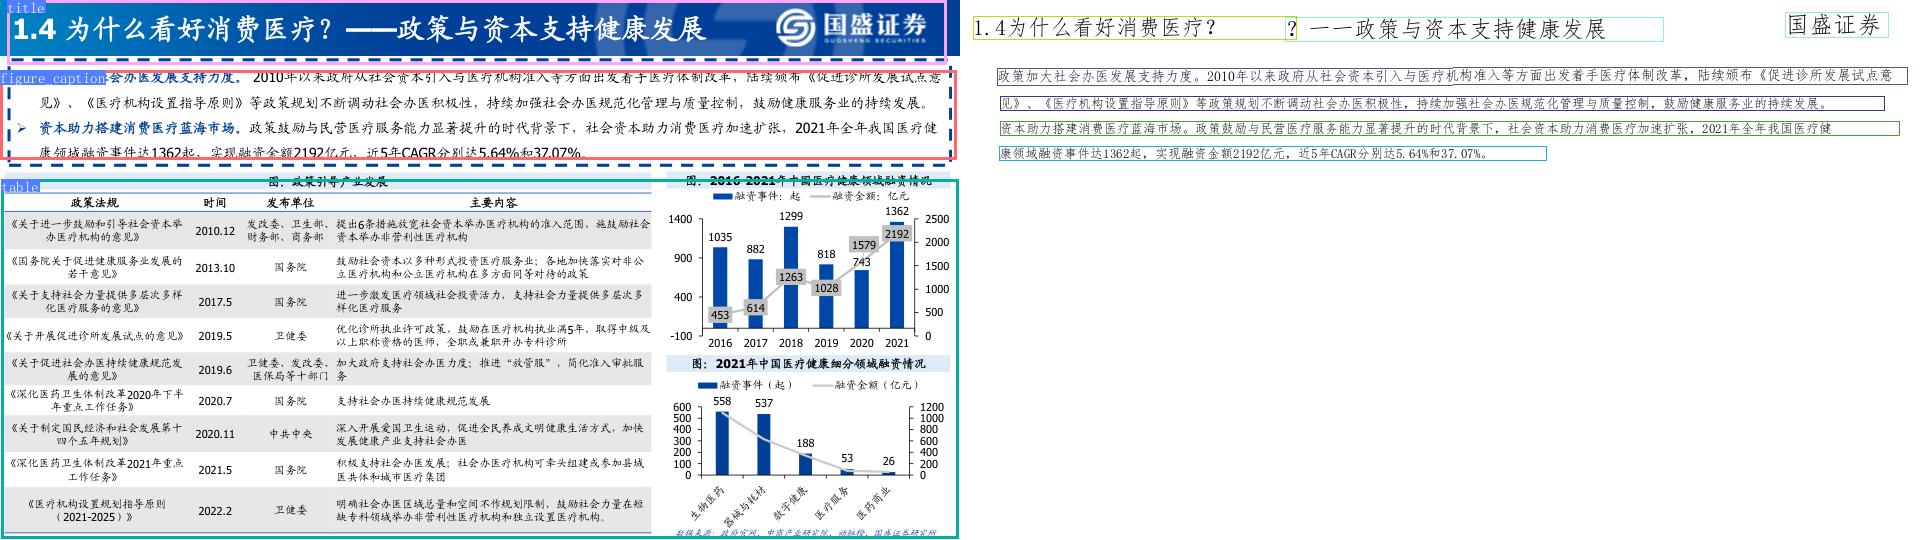 title
1.4 为什么看好消费医疗？——政策与资本支持健康发展
国盛证券
GUOSHENG SECURITIES
figure_caption
会办医发展支持力度。2010年以来政府从社会资本引入与医疗机构准入等方面出发着手医疗体制改革，陆续颁布《促进诊所发展试点意
见》、《医疗机构设置指导原则》等政策规划不断调动社会办医积极性，持续加强社会办医规范化管理与质量控制，鼓励健康服务业的持续发展。
➢ 资本助力搭建消费医疗蓝海市场。政策鼓励与民营医疗服务能力显著提升的时代背景下，社会资本助力消费医疗加速扩张，2021年全年我国医疗健
康领域融资事件达1362起，实现融资金额2192亿元，近5年CAGR分别达5.64%和37.07%。
table
图：政策引导产业发展
政策法规 时间 发布单位 主要内容
《关于进一步鼓励和引导社会资本举
办医疗机构的意见》 2010.12 发改委、卫生部、
财务部、商务部 提出6条措施放宽社会资本举办医疗机构的准入范围，施鼓励社会
资本举办非营利性医疗机构
《国务院关于促进健康服务业发展的
若干意见》 2013.10 国务院 鼓励社会资本以多种形式投资医疗服务业；各地加快落实对非公
立医疗机构和公立医疗机构在多方面同等对待的政策
《关于支持社会力量提供多层次多样
化医疗服务的意见》 2017.5 国务院 进一步激发医疗领域社会投资活力，支持社会力量提供多层次多
样化医疗服务
《关于开展促进诊所发展试点的意见》 2019.5 卫健委 优化诊所执业许可政策，鼓励在医疗机构执业满5年，取得中级及
以上职称资格的医师，全职或兼职开办专科诊所
《关于促进社会办医持续健康规范发
展的意见》 2019.6 卫健委、发改委、
医保局等十部门 加大政府支持社会办医力度；推进“放管服”，简化准入审批服
务
《深化医药卫生体制改革2020年下半
年重点工作任务》 2020.7 国务院 支持社会办医持续健康规范发展
《关于制定国民经济和社会发展第十
四个五年规划》 2020.11 中共中央 深入开展爱国卫生运动，促进全民养成文明健康生活方式，加快
发展健康产业支持社会办医
《深化医药卫生体制改革2021年重点
工作任务》 2021.5 国务院 积极支持社会办医发展；社会办医疗机构可牵头组建或参加县域
医共体和城市医疗集团
《医疗机构设置规划指导原则
（2021-2025）》 2022.2 卫健委 明确社会办医区域总量和空间不作规划限制，鼓励社会力量在短
缺专科领域举办非营利性医疗机构和独立设置医疗机构。
图：2016-2021年中国医疗健康领域融资情况
融资事件：起 融资金额：亿元
1400 900 400 -100
1035 882 1299 818 743 1362
453 614 1263 1028 1579 2192
2500 2000 1500 1000 500 0
2016 2017 2018 2019 2020 2021
图：2021年中国医疗健康细分领域融资情况
融资事件（起） 融资金额（亿元）
600 500 400 300 200 100 0
558 537 188 53 26
1200 1000 800 600 400 200 0
生物医药 器械与耗材 数字健康 医疗服务 医药商业
数据来源：政府官网，中商产业研究院，动脉橙，国盛证券研究所
1.4为什么看好消费医疗？
？ 一一政策与资本支持健康发展
国盛证券
政策加大社会办医发展支持力度。2010年以来政府从社会资本引入与医疗机构准入等方面出发着手医疗体制改革，陆续颁布《促进诊所发展试点意
见》、《医疗机构设置指导原则》等政策规划不断调动社会办医积极性，持续加强社会办医规范化管理与质量控制，鼓励健康服务业的持续发展。
资本助力搭建消费医疗蓝海市场。政策鼓励与民营医疗服务能力显著提升的时代背景下，社会资本助力消费医疗加速扩张，2021年全年我国医疗健
康领域融资事件达1362起，实现融资金额2192亿元，近5年CAGR分别达5.64%和37.07%。